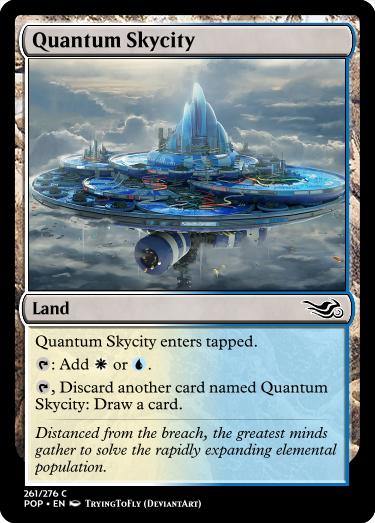 Quantum Skycity
Land
Quantum Skycity enters tapped.
: Add or .
, Discard another card named Quantum
Skycity: Draw a card.
Distanced from the breach, the greatest minds
gather to solve the rapidly expanding elemental
population.
261/276 C
POP • EN TryingToFly (DeviantArt)